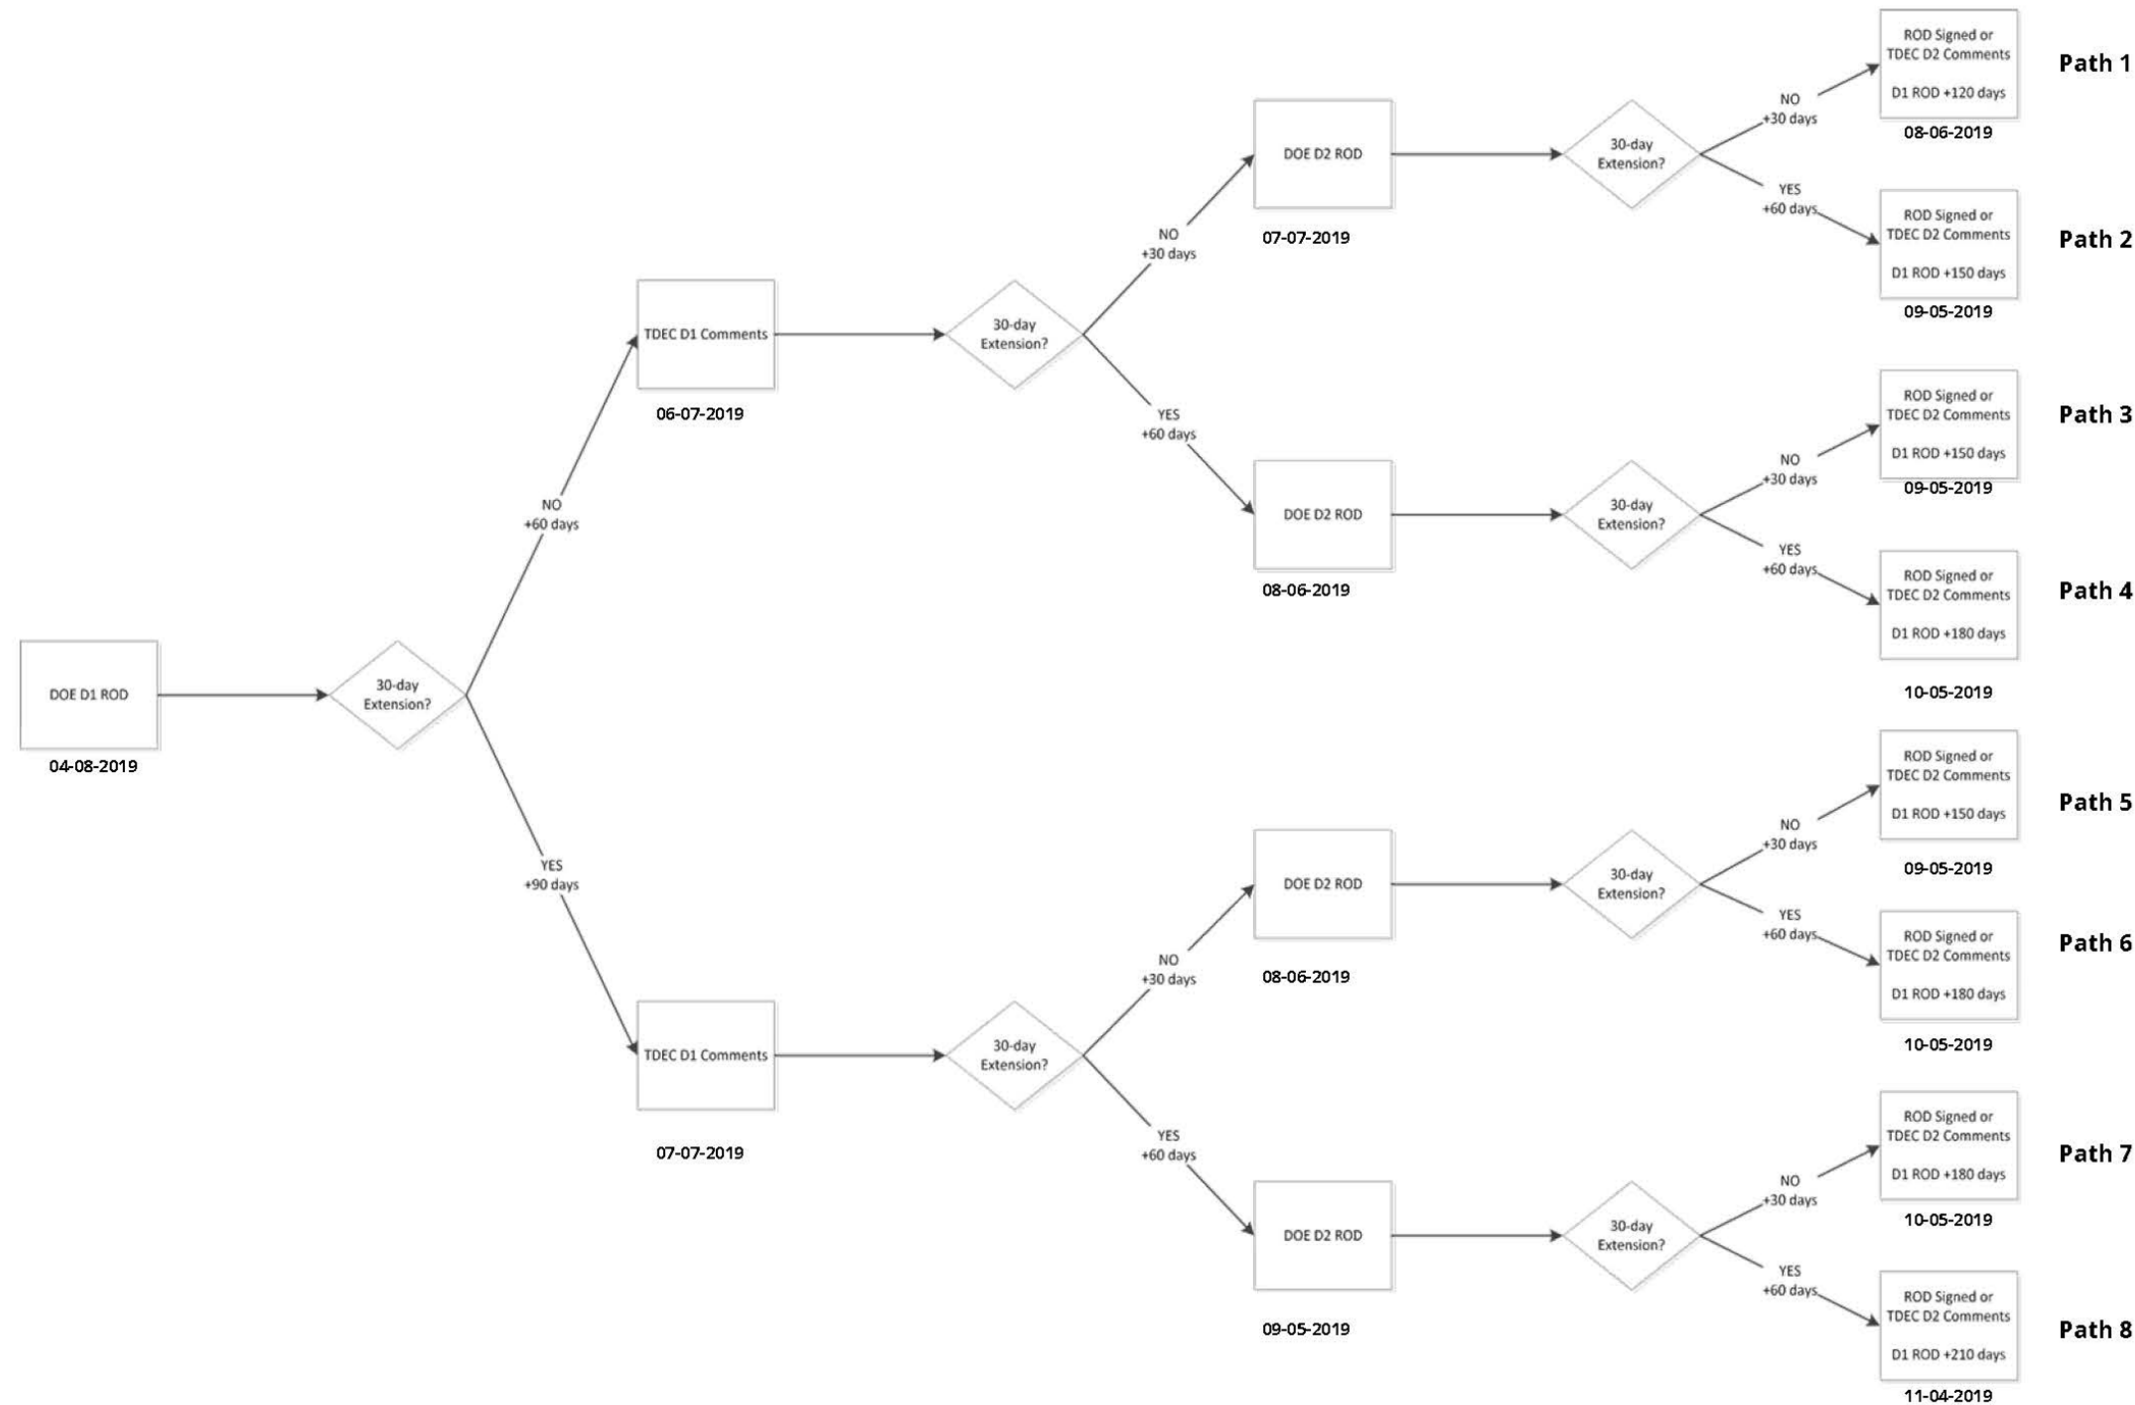 DOE D1 ROD
04-08-2019
30-day
Extension?
NO
+60 days
YES
+90 days
TDEC D1 Comments
06-07-2019
30-day
Extension?
NO
+30 days
YES
+60 days
DOE D2 ROD
07-07-2019
30-day
Extension?
NO
+30 days
YES
+60 days
ROD Signed or
TDEC D2 Comments
D1 ROD +120 days
08-06-2019
Path 1
ROD Signed or
TDEC D2 Comments
D1 ROD +150 days
09-05-2019
Path 2
DOE D2 ROD
08-06-2019
30-day
Extension?
NO
+30 days
YES
+60 days
ROD Signed or
TDEC D2 Comments
D1 ROD +150 days
09-05-2019
Path 3
ROD Signed or
TDEC D2 Comments
D1 ROD +180 days
10-05-2019
Path 4
TDEC D1 Comments
07-07-2019
30-day
Extension?
NO
+30 days
YES
+60 days
DOE D2 ROD
08-06-2019
30-day
Extension?
NO
+30 days
YES
+60 days
ROD Signed or
TDEC D2 Comments
D1 ROD +150 days
09-05-2019
Path 5
ROD Signed or
TDEC D2 Comments
D1 ROD +180 days
10-05-2019
Path 6
DOE D2 ROD
09-05-2019
30-day
Extension?
NO
+30 days
YES
+60 days
ROD Signed or
TDEC D2 Comments
D1 ROD +180 days
10-05-2019
Path 7
ROD Signed or
TDEC D2 Comments
D1 ROD +210 days
11-04-2019
Path 8